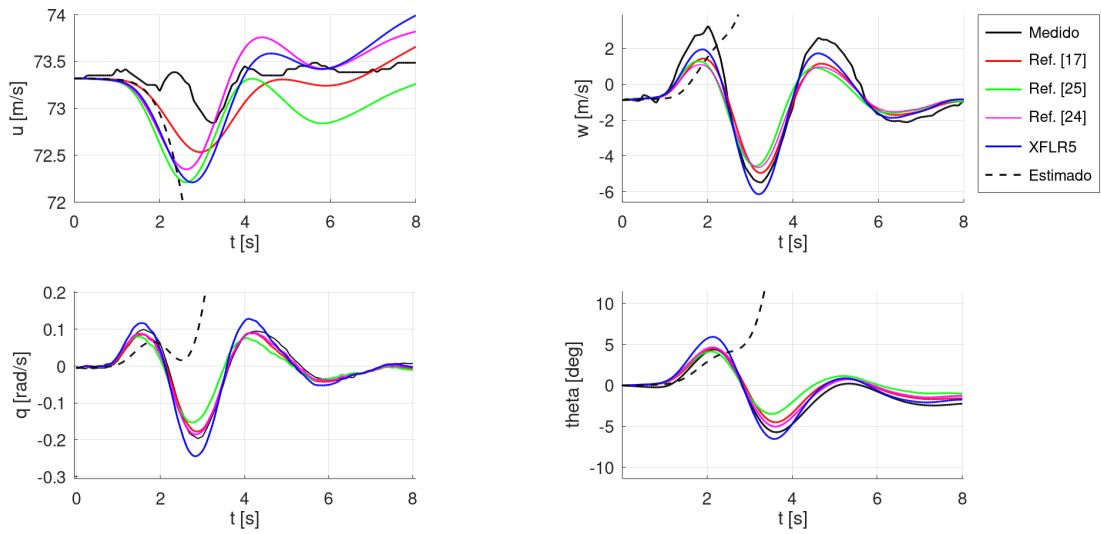 74
73.5
73
72.5
72
u [m/s]
0
2
4
6
8
t [s]
2
0
-2
-4
-6
w [m/s]
0
2
4
6
8
t [s]
Medido
Ref. [17]
Ref. [25]
Ref. [24]
XFLR5
Estimado
0.2
0.1
0
-0.1
-0.2
-0.3
q [rad/s]
0
2
4
6
8
t [s]
10
5
0
-5
-10
theta [deg]
0
2
4
6
8
t [s]